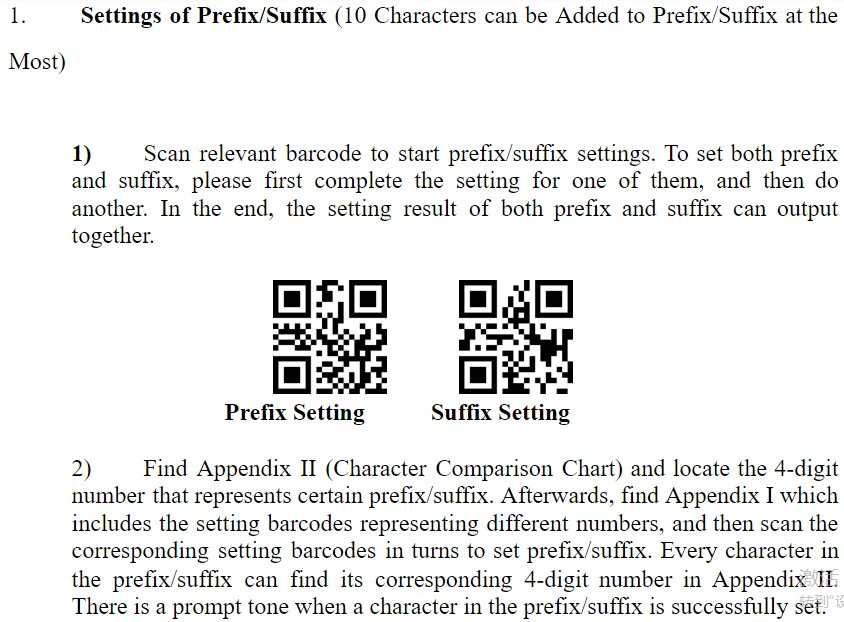 1. Settings of Prefix/Suffix (10 Characters can be Added to Prefix/Suffix at the
Most)
1) Scan relevant barcode to start prefix/suffix settings. To set both prefix
and suffix, please first complete the setting for one of them, and then do
another. In the end, the setting result of both prefix and suffix can output
together.
Prefix Setting Suffix Setting
2) Find Appendix II (Character Comparison Chart) and locate the 4-digit
number that represents certain prefix/suffix. Afterwards, find Appendix I which
includes the setting barcodes representing different numbers, and then scan the
corresponding setting barcodes in turns to set prefix/suffix. Every character in
the prefix/suffix can find its corresponding 4-digit number in Appendix II.
There is a prompt tone when a character in the prefix/suffix is successfully set.
激活
转到"设